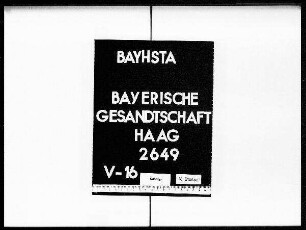 BAYHSTA
BAYERISCHE
GESANDTSCHAFT
HAAG
2649
V-16